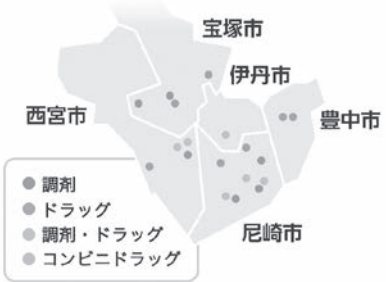 宝塚市
伊丹市
西宮市
豊中市
調剤
ドラッグ
調剤・ドラッグ
コンビニドラッグ
尼崎市